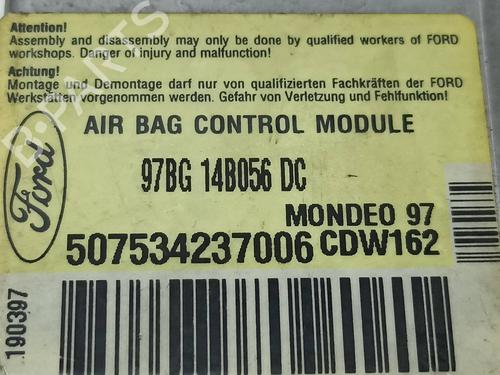 Attention!
Assembly and disassembly may only be done by qualified workers of FORD
workshops. Danger of injury and malfunction!
Achtung!
Montage und Demontage darf nur von qualifizierten Fachkräften der FORD
Werkstätten vorgenommen werden. Gefahr von Verletzung und Fehlfunktion!
AIR BAG CONTROL MODULE
Ford
97BG 14B056 DC
MONDEO 97
507534237006 CDW162
190397
B-PARTS